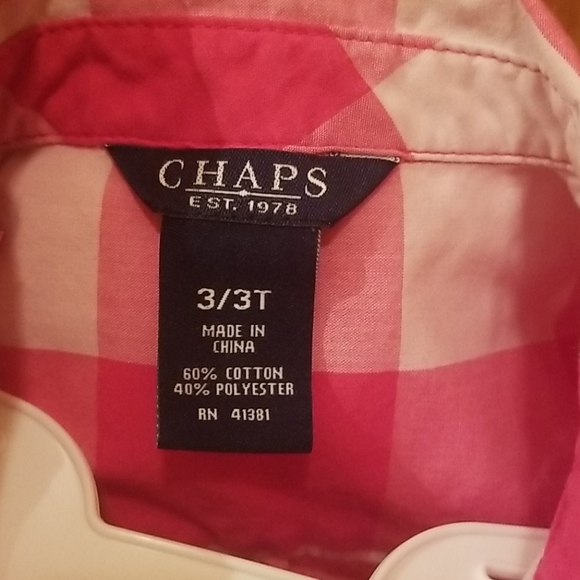 CHAPS
EST. 1978
3/3T
MADE IN
CHINA
60% COTTON
40% POLYESTER
RN 41381